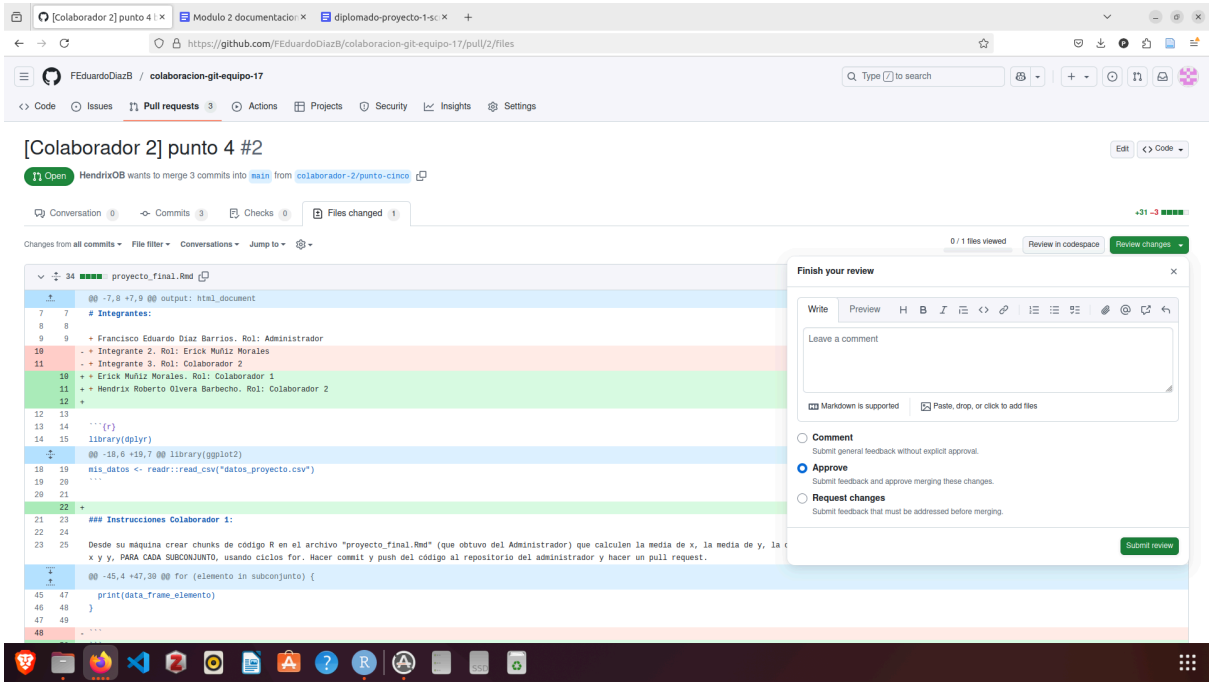 [Colaborador 2] punto 4 b
Modulo 2 documentacion
diplomado-proyecto-1-sc
https://github.com/FEduardoDiazB/colaboracion-git-equipo-17/pull/2/files
FEduardoDiazB / colaboracion-git-equipo-17
Type / to search
Code Issues Pull requests 3 Actions Projects Security Insights Settings
[Colaborador 2] punto 4 #2
Edit <> Code
Open HendrixOB wants to merge 3 commits into main from colaborador-2/punto-cinco
Conversation 0 Commits 3 Checks 0 Files changed 1
+31 −3
Changes from all commits File filter Conversations Jump to
0 / 1 files viewed Review in codespace Review changes
34 proyecto_final.Rmd
@@ -7,8 +7,9 @@ output: html_document
7 7 # Integrantes:
8 8
9 9 + Francisco Eduardo Diaz Barrios. Rol: Administrador
10 - + Integrante 2. Rol: Erick Muñiz Morales
11 - + Integrante 3. Rol: Colaborador 2
10 + + Erick Muñiz Morales. Rol: Colaborador 1
11 + + Hendrix Roberto Olvera Barbecho. Rol: Colaborador 2
12 +
12 13
13 14 ```{r}
14 15 library(dplyr)
@@ -18,6 +19,7 @@ library(ggplot2)
18 19 mis_datos <- readr::read_csv("datos_proyecto.csv")
19 20 ```
20 21
22 +
21 23 ### Instrucciones Colaborador 1:
22 24
23 25 Desde su máquina crear chunks de código R en el archivo "proyecto_final.Rmd" (que obtuvo del Administrador) que calculen la media de x, la media de y, la
x y y, PARA CADA SUBCONJUNTO, usando ciclos for. Hacer commit y push del código al repositorio del administrador y hacer un pull request.
@@ -45,4 +47,30 @@ for (elemento in subconjunto) {
45 47 print(data_frame_elemento)
46 48 }
47 49
48 - ```
Finish your review
Write Preview H B I
Leave a comment
Markdown is supported
Paste, drop, or click to add files
Comment
Submit general feedback without explicit approval.
Approve
Submit feedback and approve merging these changes.
Request changes
Submit feedback that must be addressed before merging.
Submit review
SSD